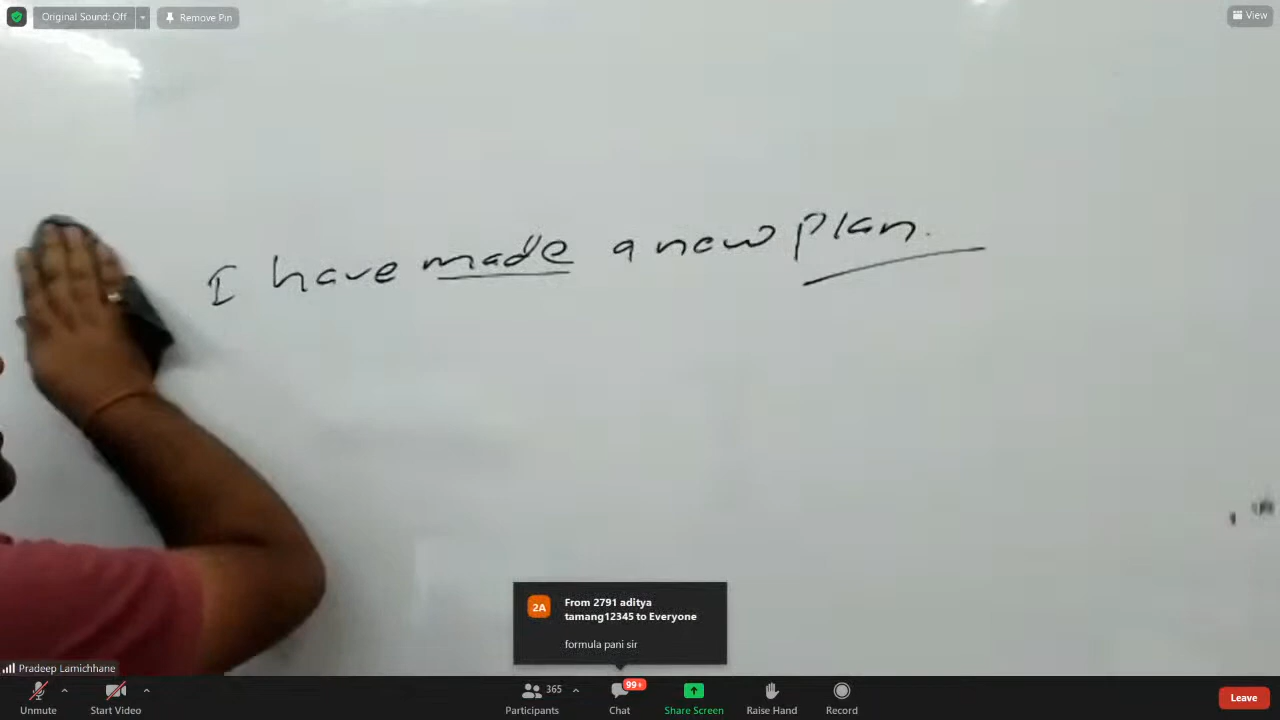 Original Sound: Off
Remove Pin
View
I have made a new plan.
2A
From 2791 aditya
tamang12345 to Everyone
formula pani sir
Pradeep Lamichhane
Unmute
Start Video
365
Participants
99+
Chat
Share Screen
Raise Hand
Record
Leave